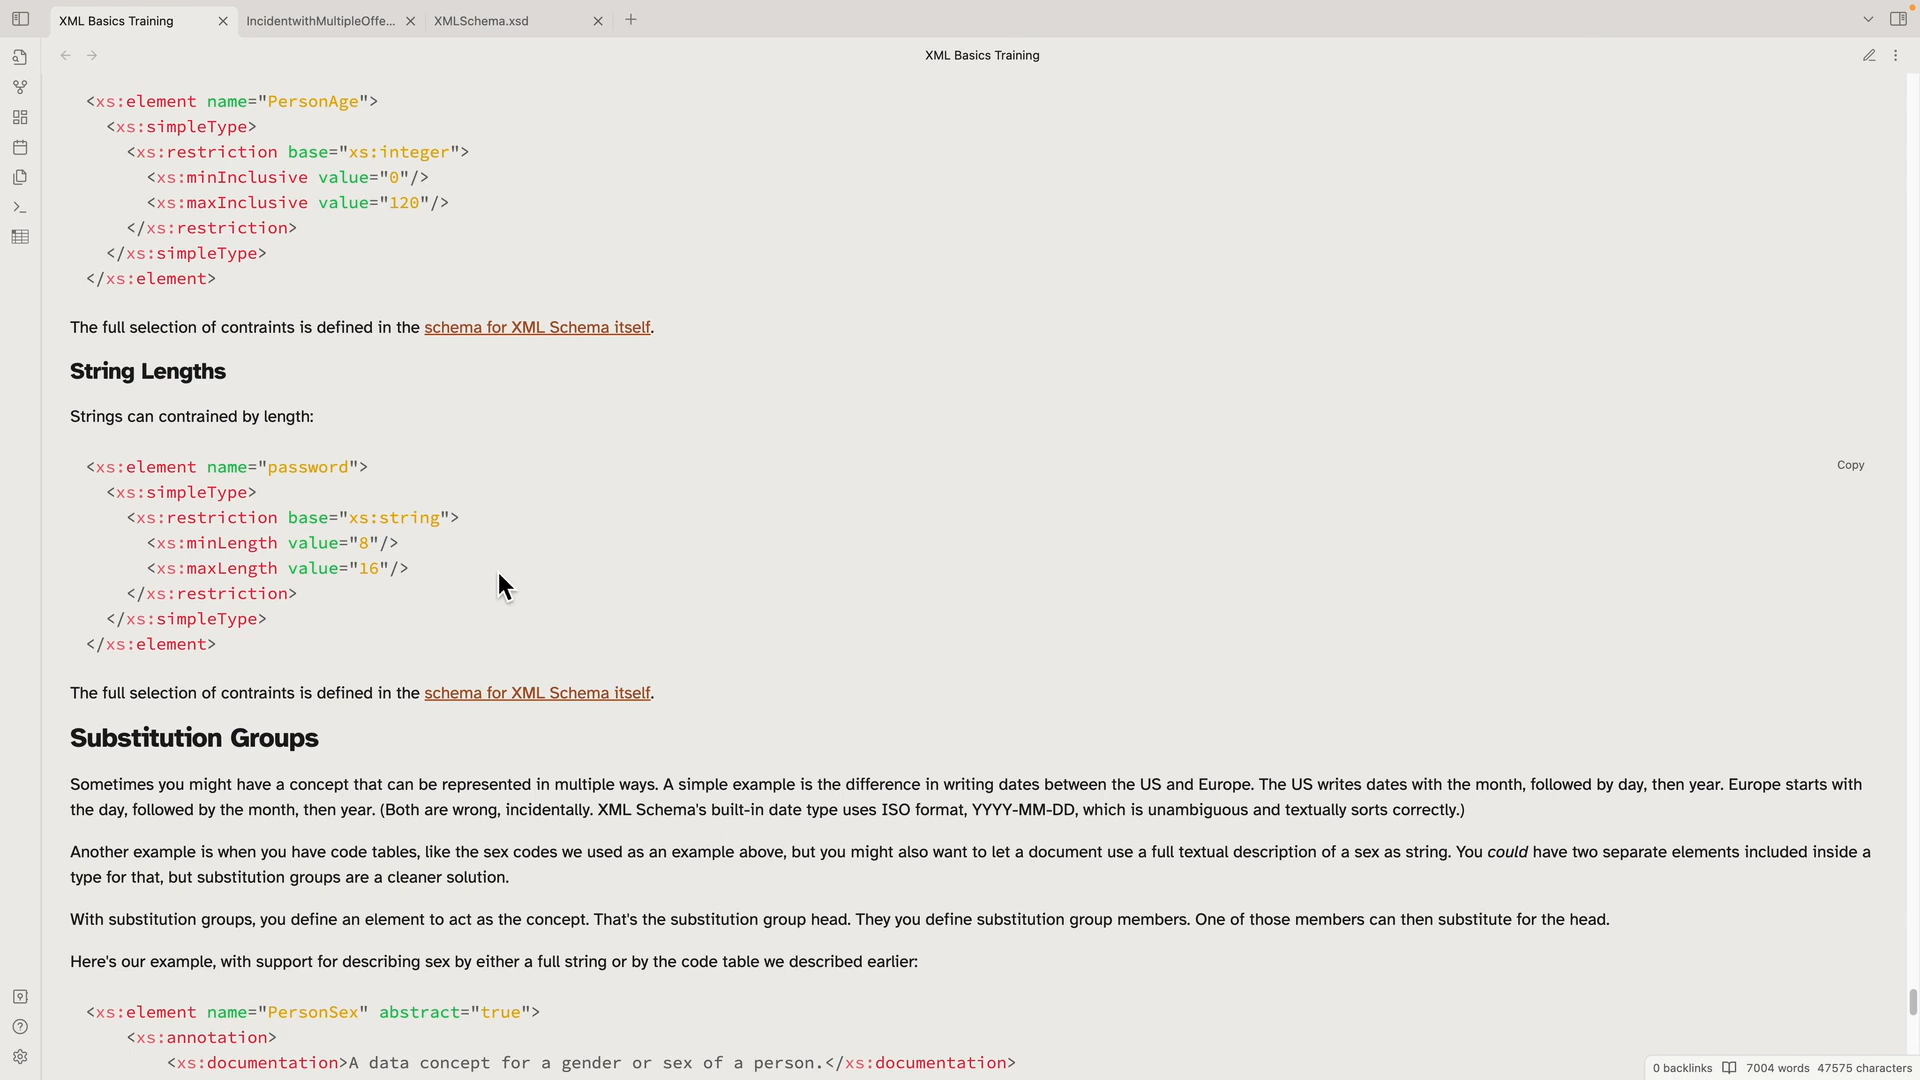 XML Basics Training
IncidentwithMultipleOffe...
XMLSchema.xsd
XML Basics Training
<xs:element name="PersonAge">
<xs:simpleType>
<xs:restriction base="xs:integer">
<xs:minInclusive value="0"/>
<xs:maxInclusive value="120"/>
</xs:restriction>
</xs:simpleType>
</xs:element>
The full selection of contraints is defined in the schema for XML Schema itself.
String Lengths
Strings can contrained by length:
Copy
<xs:element name="password">
<xs:simpleType>
<xs:restriction base="xs:string">
<xs:minLength value="8"/>
<xs:maxLength value="16"/>
</xs:restriction>
</xs:simpleType>
</xs:element>
The full selection of contraints is defined in the schema for XML Schema itself.
Substitution Groups
Sometimes you might have a concept that can be represented in multiple ways. A simple example is the difference in writing dates between the US and Europe. The US writes dates with the month, followed by day, then year. Europe starts with
the day, followed by the month, then year. (Both are wrong, incidentally. XML Schema's built-in date type uses ISO format, YYYY-MM-DD, which is unambiguous and textually sorts correctly.)
Another example is when you have code tables, like the sex codes we used as an example above, but you might also want to let a document use a full textual description of a sex as string. You could have two separate elements included inside a
type for that, but substitution groups are a cleaner solution.
With substitution groups, you define an element to act as the concept. That's the substitution group head. They you define substitution group members. One of those members can then substitute for the head.
Here's our example, with support for describing sex by either a full string or by the code table we described earlier:
<xs:element name="PersonSex" abstract="true">
<xs:annotation>
<xs:documentation>A data concept for a gender or sex of a person.</xs:documentation>
0 backlinks 7004 words 47575 characters